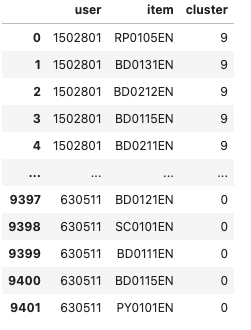 user item cluster
0 1502801 RP0105EN 9
1 1502801 BD0131EN 9
2 1502801 BD0212EN 9
3 1502801 BD0115EN 9
4 1502801 BD0211EN 9
... ... ... ...
9397 630511 BD0121EN 0
9398 630511 SC0101EN 0
9399 630511 BD0111EN 0
9400 630511 BD0115EN 0
9401 630511 PY0101EN 0